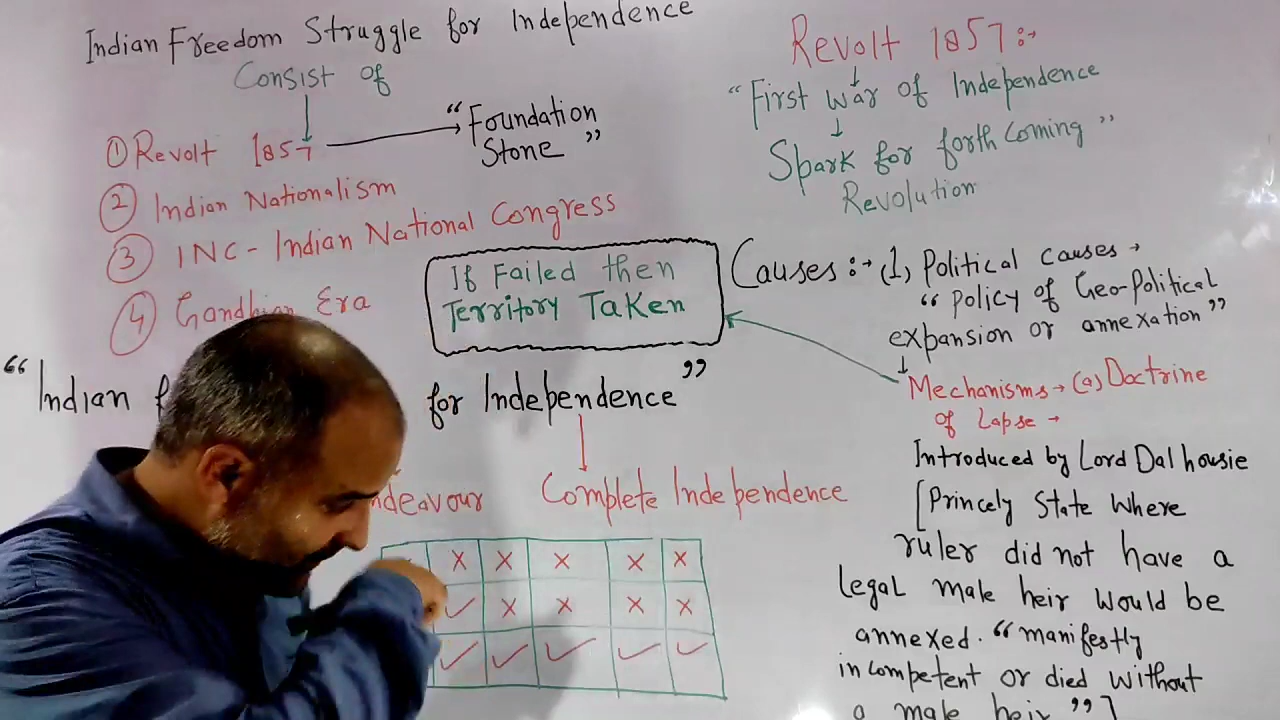 Indian Freedom Struggle for Independence
Consist of
① Revolt 1857
"Foundation
Stone"
② Indian Nationalism
③ INC - Indian National Congress
④ Gandhian Era
If Failed then
Territory Taken
"Indian
for Independence"
Complete Independence
Revolt 1857 :→
"First war of Independence
Spark for forth coming"
Revolution
Causes :→ (1) Political causes →
"policy of Geo-Political
expansion or annexation"
Mechanisms → (a) Doctrine
of Lapse →
Introduced by Lord Dalhousie
[Princely State Where
ruler did not have a
legal male heir would be
annexed. "manifestly
incompetent or died without
a male heir"]